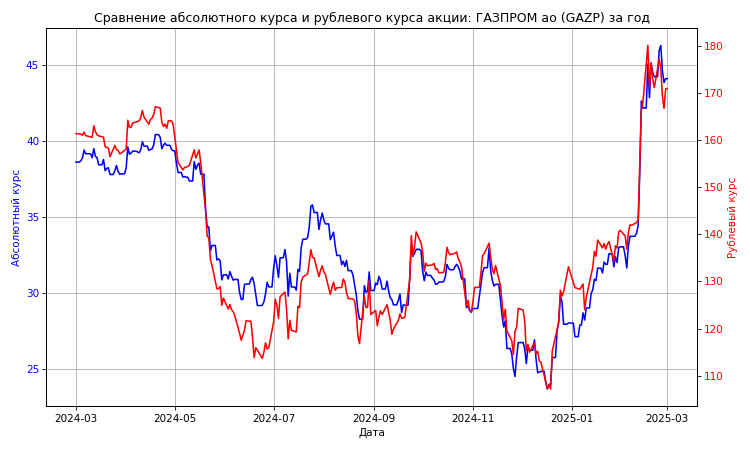 Сравнение абсолютного курса и рублевого курса акции: ГАЗПРОМ ао (GAZP) за год
Абсолютный курс
45
40
35
30
25
Рублевый курс
180
170
160
150
140
130
120
110
2024-03 2024-05 2024-07 2024-09 2024-11 2025-01 2025-03
Дата